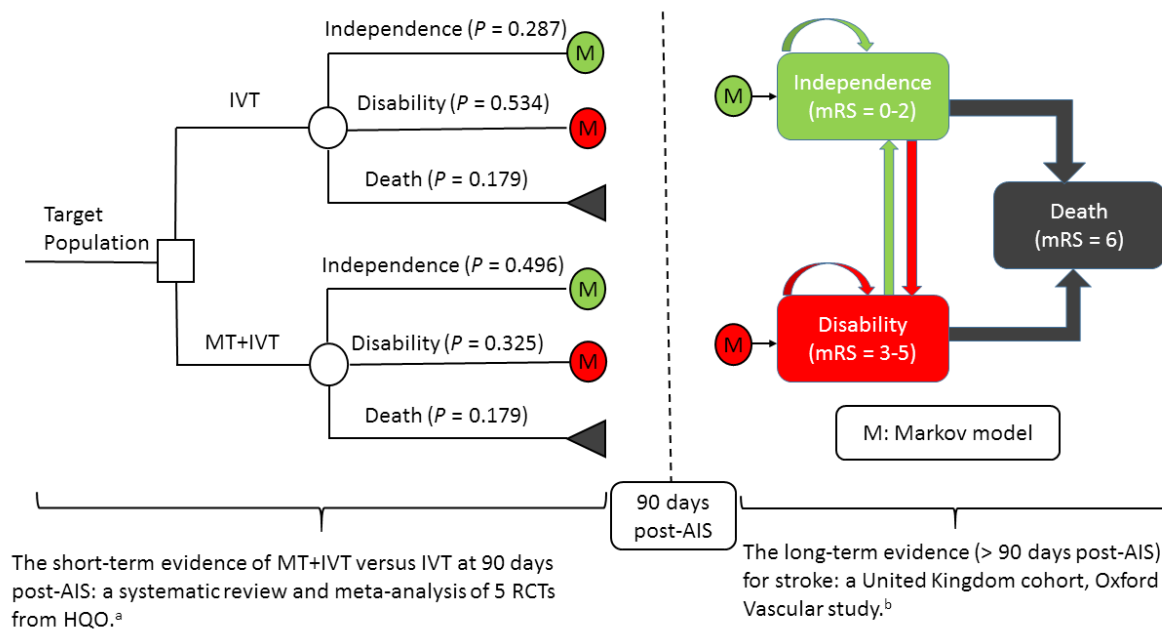 Independence (P = 0.287)
M
IVT
Disability (P = 0.534)
M
Death (P = 0.179)
Target
Population
Independence (P = 0.496)
M
MT+IVT
Disability (P = 0.325)
M
Death (P = 0.179)
M
Independence
(mRS = 0-2)
Death
(mRS = 6)
M
Disability
(mRS = 3-5)
M: Markov model
90 days
post-AIS
The short-term evidence of MT+IVT versus IVT at 90 days
post-AIS: a systematic review and meta-analysis of 5 RCTs
from HQO.ᵃ
The long-term evidence (> 90 days post-AIS)
for stroke: a United Kingdom cohort, Oxford
Vascular study.ᵇ